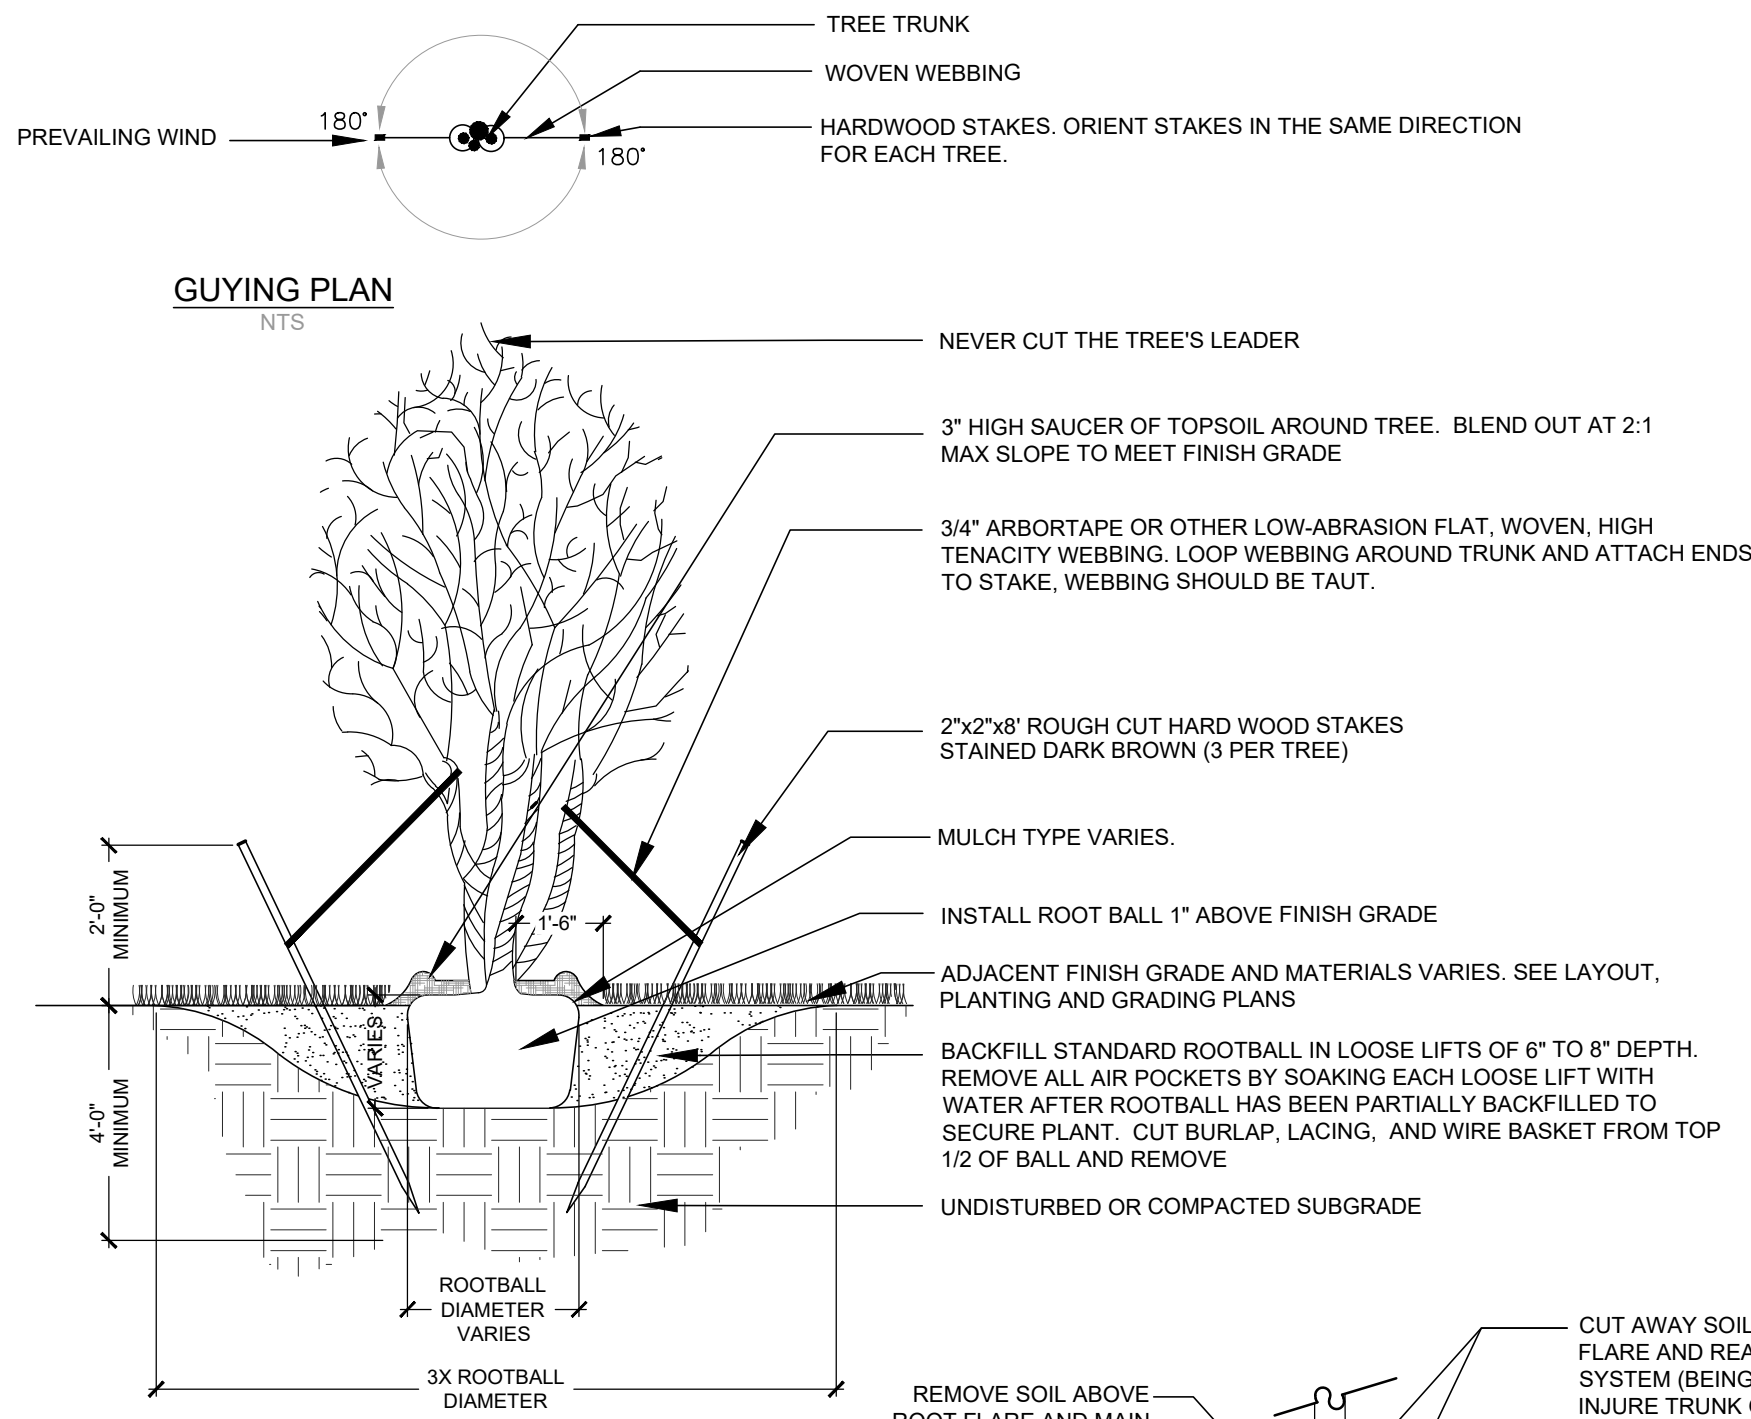 TREE TRUNK
WOVEN WEBBING
180°
PREVAILING WIND
HARDWOOD STAKES. ORIENT STAKES IN THE SAME DIRECTION
FOR EACH TREE.
180°
GUYING PLAN
NTS
NEVER CUT THE TREE'S LEADER
3" HIGH SAUCER OF TOPSOIL AROUND TREE. BLEND OUT AT 2:1
MAX SLOPE TO MEET FINISH GRADE
3/4" ARBORTAPE OR OTHER LOW-ABRASION FLAT, WOVEN, HIGH
TENACITY WEBBING. LOOP WEBBING AROUND TRUNK AND ATTACH ENDS
TO STAKE, WEBBING SHOULD BE TAUT.
2"x2"x8' ROUGH CUT HARD WOOD STAKES
STAINED DARK BROWN (3 PER TREE)
MULCH TYPE VARIES.
2'-0"
MINIMUM
1'-6"
INSTALL ROOT BALL 1" ABOVE FINISH GRADE
ADJACENT FINISH GRADE AND MATERIALS VARIES. SEE LAYOUT,
PLANTING AND GRADING PLANS
VARIES
BACKFILL STANDARD ROOTBALL IN LOOSE LIFTS OF 6" TO 8" DEPTH.
REMOVE ALL AIR POCKETS BY SOAKING EACH LOOSE LIFT WITH
WATER AFTER ROOTBALL HAS BEEN PARTIALLY BACKFILLED TO
SECURE PLANT. CUT BURLAP, LACING, AND WIRE BASKET FROM TOP
1/2 OF BALL AND REMOVE
4'-0"
MINIMUM
UNDISTURBED OR COMPACTED SUBGRADE
ROOTBALL
DIAMETER
VARIES
3X ROOTBALL
DIAMETER
REMOVE SOIL ABOVE
ROOT FLARE AND MAIN
CUT AWAY SOIL
FLARE AND REA
SYSTEM (BEING
INJURE TRUNK